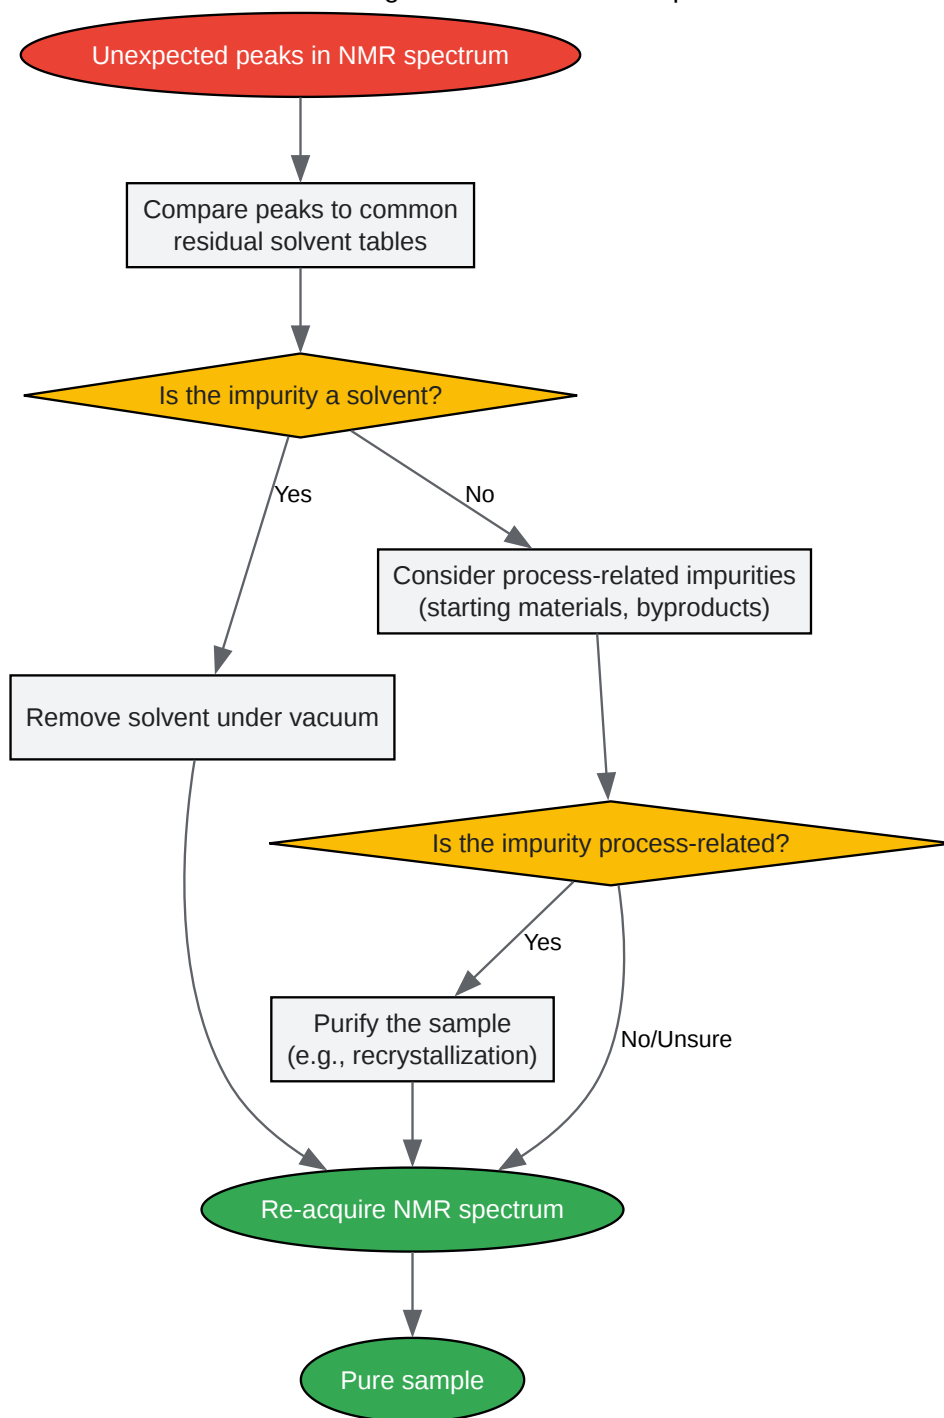 Unexpected peaks in NMR spectrum
Compare peaks to common
residual solvent tables
Is the impurity a solvent?
Yes
No
Consider process-related impurities
(starting materials, byproducts)
Remove solvent under vacuum
Is the impurity process-related?
Yes
Purify the sample
(e.g., recrystallization)
No/Unsure
Re-acquire NMR spectrum
Pure sample